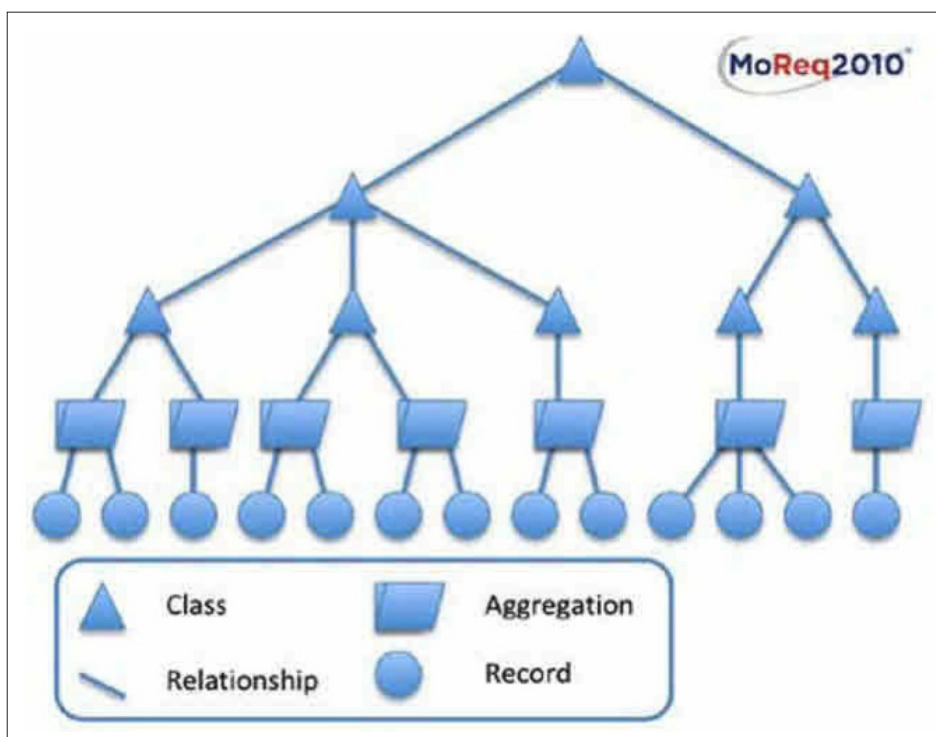 MoReq2010®
Class
Aggregation
Relationship
Record